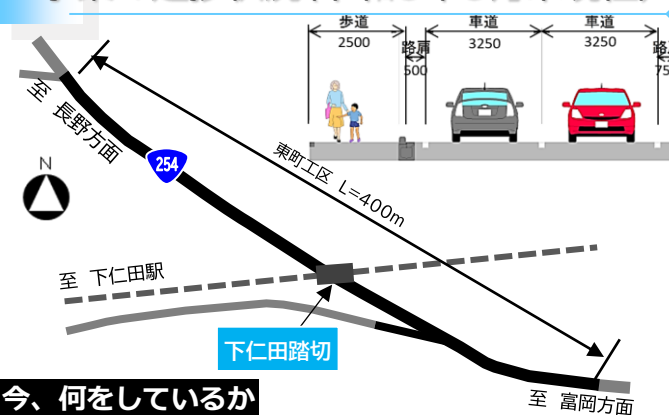 歩道
車道
車道
2500
路肩
3250
3250
500
至 長野方面
254
東町工区 L=400m
N
至 下仁田駅
下仁田踏切
今、何をしているか
至 富岡方面